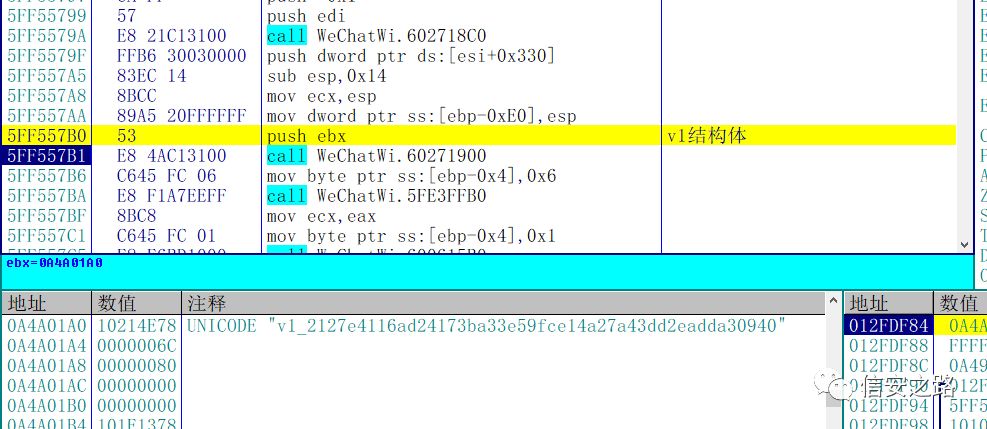 5FF55799 57 push edi
5FF5579A E8 21C13100 call WeChatWi.602718C0
5FF5579F FFB6 30030000 push dword ptr ds:[esi+0x330]
5FF557A5 83EC 14 sub esp,0x14
5FF557A8 8BCC mov ecx,esp
5FF557AA 89A5 20FFFFFF mov dword ptr ss:[ebp-0xE0],esp
5FF557B0 53 push ebx v1结构体
5FF557B1 E8 4AC13100 call WeChatWi.60271900
5FF557B6 C645 FC 06 mov byte ptr ss:[ebp-0x4],0x6
5FF557BA E8 F1A7EEFF call WeChatWi.5FE3FFB0
5FF557BF 8BC8 mov ecx,eax
5FF557C1 C645 FC 01 mov byte ptr ss:[ebp-0x4],0x1
ebx=0A4A01A0
地址 数值 注释
0A4A01A0 10214E78 UNICODE "v1_2127e4116ad24173ba33e59fce14a27a43dd2eadda30940"
0A4A01A4 0000006C
0A4A01A8 00000080
0A4A01AC 00000000
0A4A01B0 00000000
0A4A01B4 101F1378
地址 数值
012FDF84 0A4A
012FDF88 FFFF
012FDF8C 0A49
012FDF94 5FF5
012FDF98 1010
信安之路